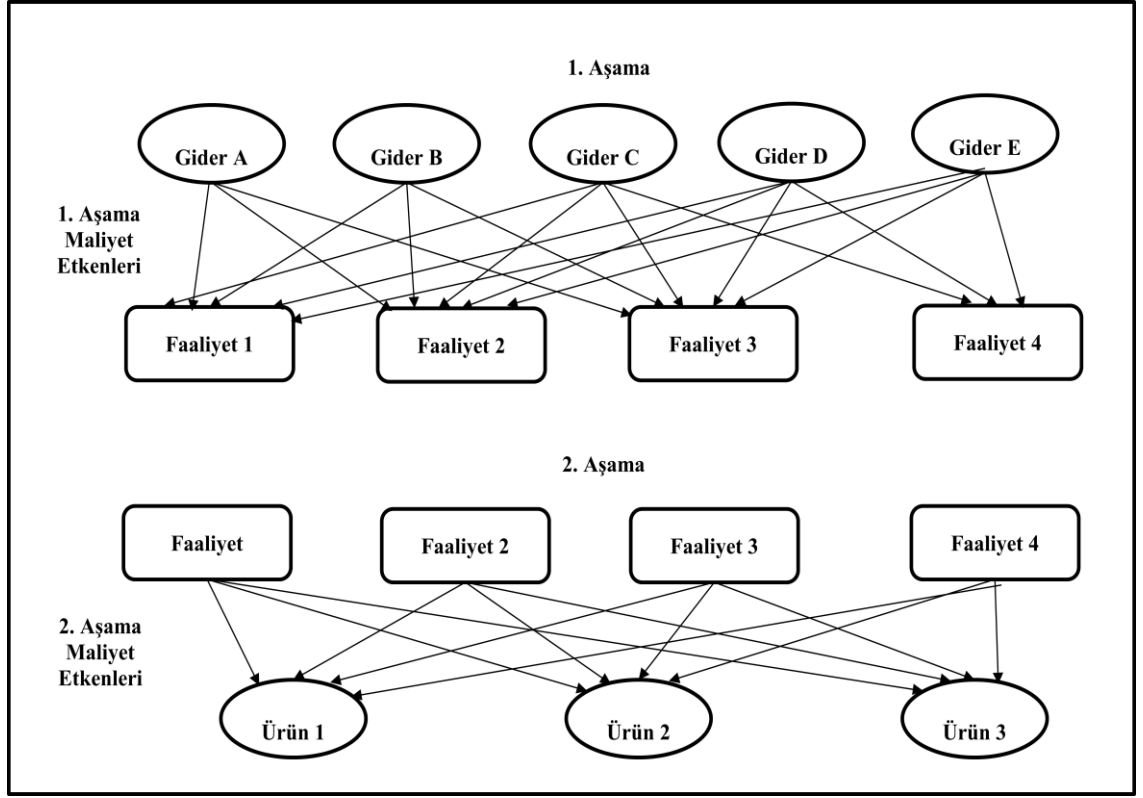 1. Aşama
Gider A
Gider B
Gider C
Gider D
Gider E
1. Aşama
Maliyet
Etkenleri
Faaliyet 1
Faaliyet 2
Faaliyet 3
Faaliyet 4
2. Aşama
Faaliyet
Faaliyet 2
Faaliyet 3
Faaliyet 4
2. Aşama
Maliyet
Etkenleri
Ürün 1
Ürün 2
Ürün 3